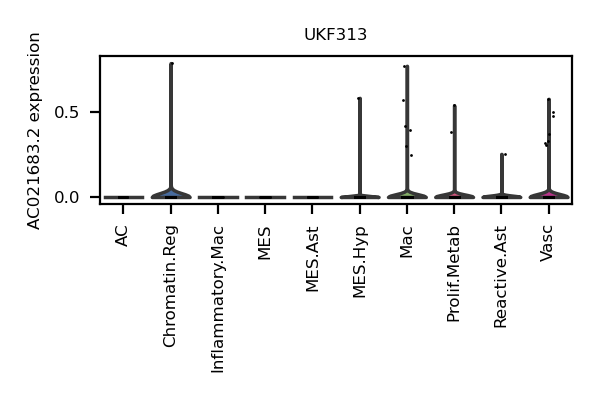 UKF313
AC021683.2 expression
0.5
0.0
AC
Chromatin.Reg
Inflammatory.Mac
MES
MES.Ast
MES.Hyp
Mac
Prolif.Metab
Reactive.Ast
Vasc